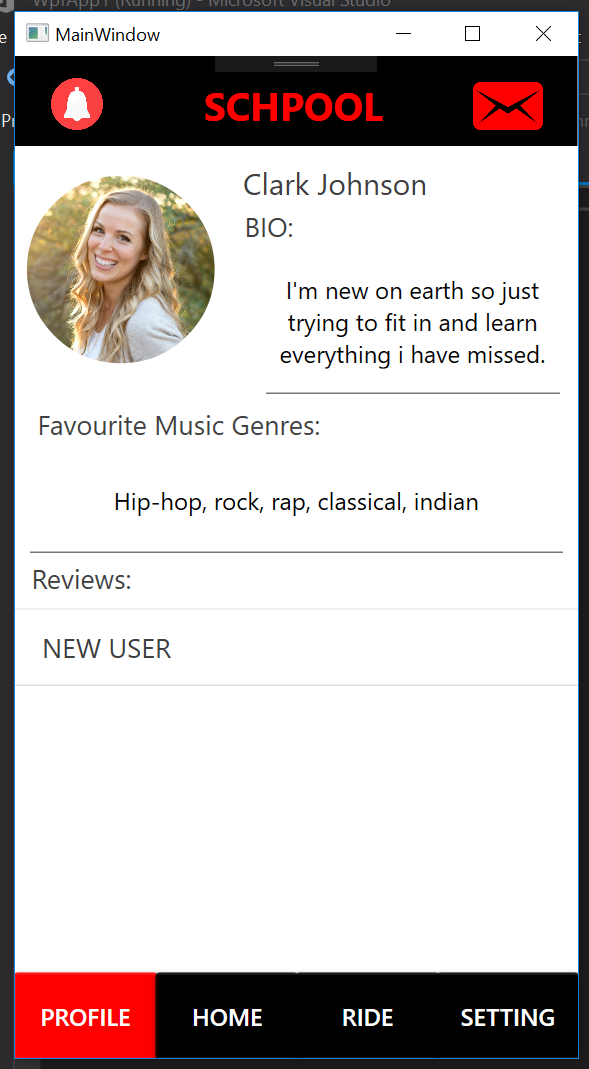 WpfApp1 (Running) - Microsoft Visual Studio
MainWindow
SCHPOOL
Clark Johnson
BIO:
I'm new on earth so just
trying to fit in and learn
everything i have missed.
Favourite Music Genres:
Hip-hop, rock, rap, classical, indian
Reviews:
NEW USER
PROFILE
HOME
RIDE
SETTING